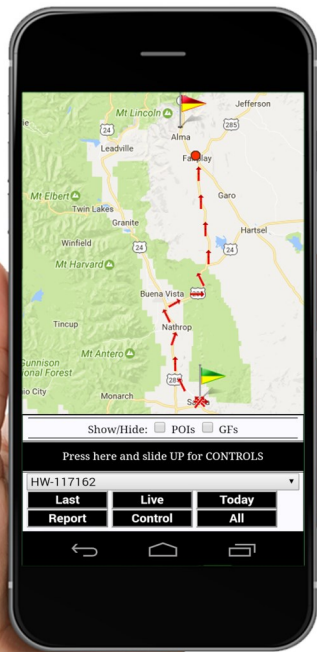 Mt Lincoln
Jefferson
285
Alma
24
Leadville
Fairplay
Mt Elbert
Garo
Twin Lakes
Granite
Hartsel
Winfield
24
24
Mt Harvard
Buena Vista
Tincup
Nathrop
Mt Antero
Gunnison
onal Forest
285
io City
Monarch
Show/Hide: POIs GFs
Press here and slide UP for CONTROLS
HW-117162
Last Live Today
Report Control All